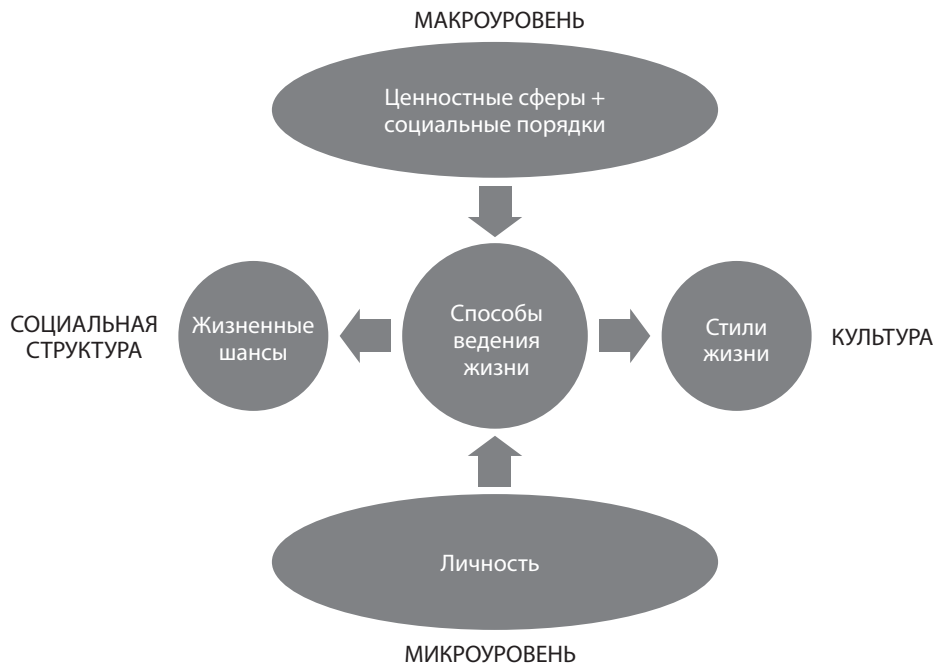 МАКРОУРОВЕНЬ
Ценностные сферы +
социальные порядки
СОЦИАЛЬНАЯ
СТРУКТУРА
Жизненные
шансы
Способы
ведения
жизни
Стили
жизни
КУЛЬТУРА
Личность
МИКРОУРОВЕНЬ